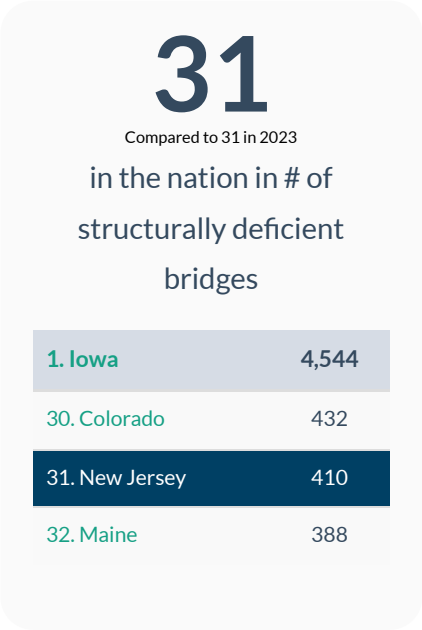 31
Compared to 31 in 2023
in the nation in # of
structurally deficient
bridges
1. Iowa 4,544
30. Colorado 432
31. New Jersey 410
32. Maine 388